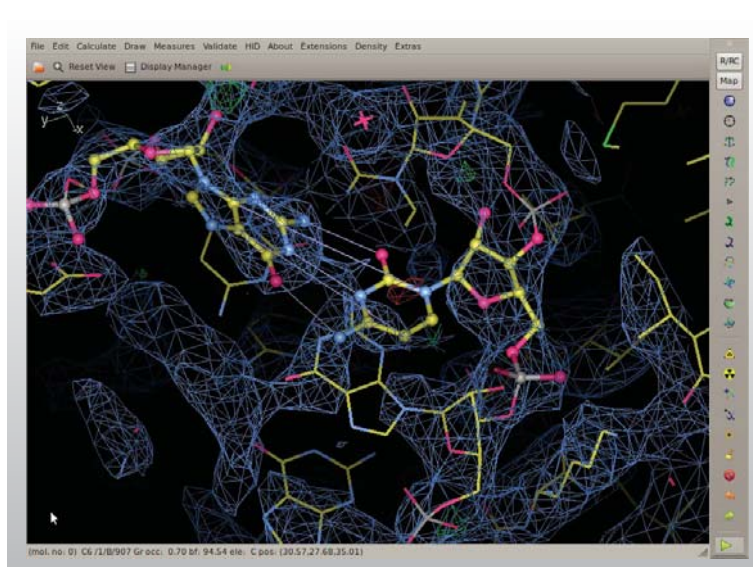 File Edit Calculate Draw Measures Validate HID About Extensions Density Extras
Reset View Display Manager
R/RC
Map
z
y -x
(mol. no: 0) C6 /1/B/907 Gr occ: 0.70 bf: 94.54 ele: C pos: (30.57,27.68,35.01)